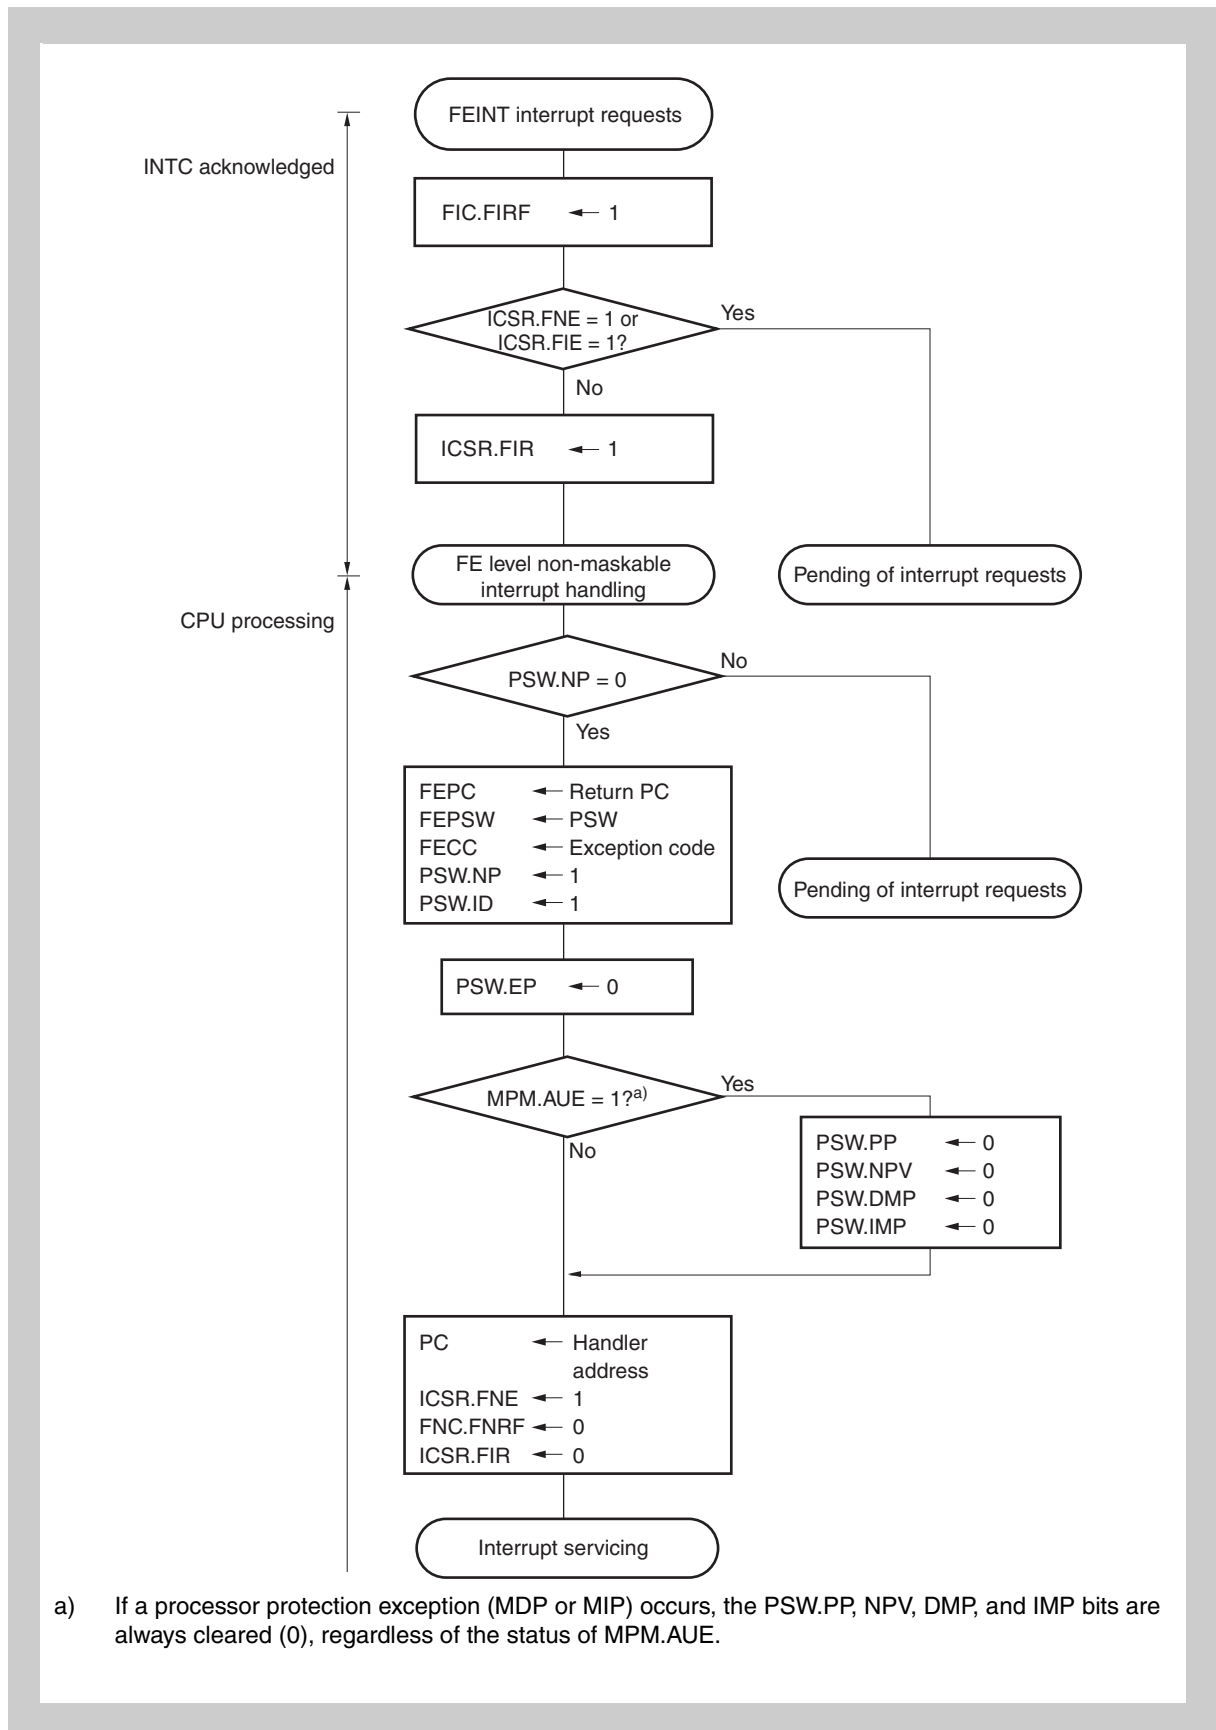 FEINT interrupt requests
INTC acknowledged
FIC.FIRF ← 1
ICSR.FNE = 1 or
ICSR.FIE = 1?
Yes
No
ICSR.FIR ← 1
FE level non-maskable
interrupt handling
Pending of interrupt requests
CPU processing
PSW.NP = 0
No
Yes
FEPC ← Return PC
FEPSW ← PSW
FECC ← Exception code
PSW.NP ← 1
PSW.ID ← 1
Pending of interrupt requests
PSW.EP ← 0
MPM.AUE = 1?a)
Yes
No
PSW.PP ← 0
PSW.NPV ← 0
PSW.DMP ← 0
PSW.IMP ← 0
PC ← Handler
address
ICSR.FNE ← 1
FNC.FNRF ← 0
ICSR.FIR ← 0
Interrupt servicing
a) If a processor protection exception (MDP or MIP) occurs, the PSW.PP, NPV, DMP, and IMP bits are
always cleared (0), regardless of the status of MPM.AUE.